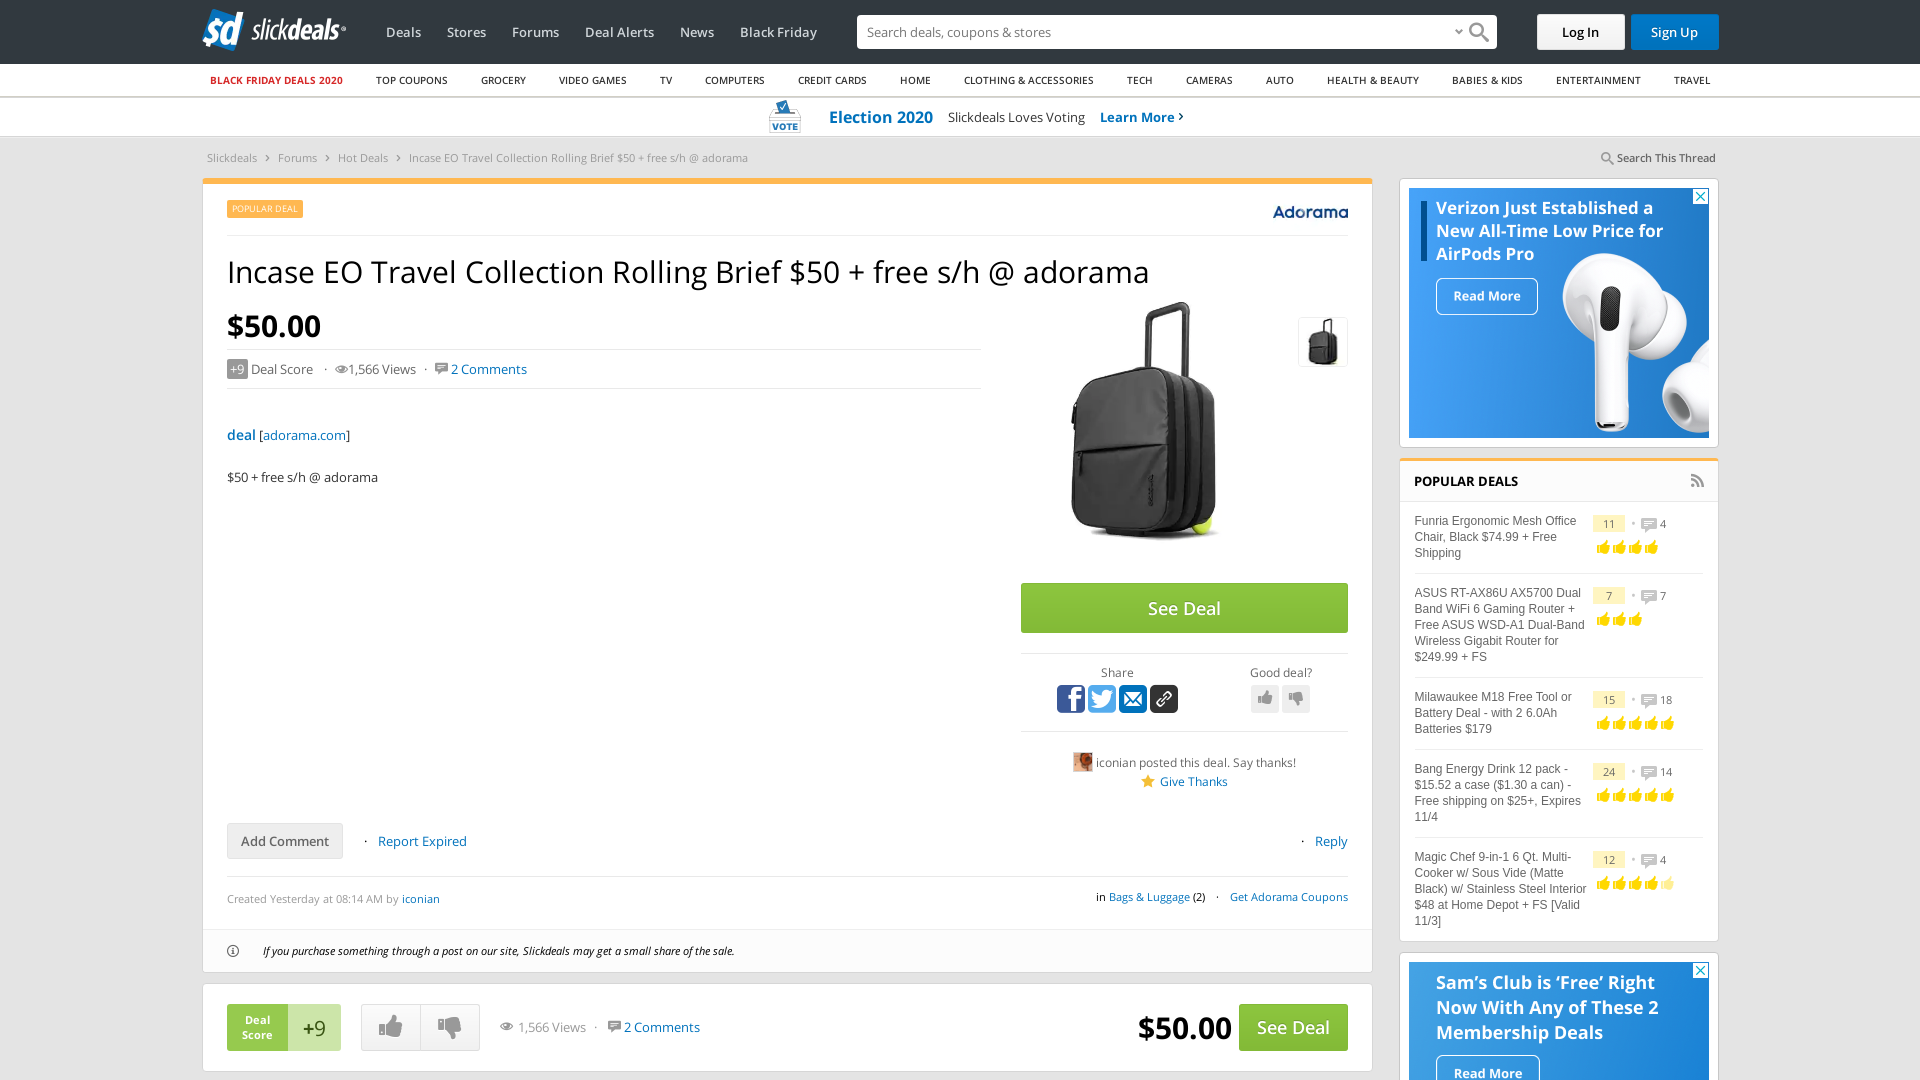 sd slickdeals
Deals
Stores
Forums
Deal Alerts
News
Black Friday
Search deals, coupons & stores
Log In
Sign Up
BLACK FRIDAY DEALS 2020
TOP COUPONS
GROCERY
VIDEO GAMES
TV
COMPUTERS
CREDIT CARDS
HOME
CLOTHING & ACCESSORIES
TECH
CAMERAS
AUTO
HEALTH & BEAUTY
BABIES & KIDS
ENTERTAINMENT
TRAVEL
VOTE
Election 2020 Slickdeals Loves Voting Learn More ›
Slickdeals › Forums › Hot Deals › Incase EO Travel Collection Rolling Brief $50 + free s/h @ adorama
Search This Thread
POPULAR DEAL
Adorama
Incase EO Travel Collection Rolling Brief $50 + free s/h @ adorama
$50.00
+9 Deal Score · 1,566 Views · 2 Comments
deal [adorama.com]
$50 + free s/h @ adorama
See Deal
Share
Good deal?
iconian posted this deal. Say thanks!
Give Thanks
Add Comment · Report Expired
· Reply
Created Yesterday at 08:14 AM by iconian
in Bags & Luggage (2) · Get Adorama Coupons
If you purchase something through a post on our site, Slickdeals may get a small share of the sale.
Deal
Score
+9
1,566 Views · 2 Comments
$50.00
See Deal
Verizon Just Established a
New All-Time Low Price for
AirPods Pro
Read More
POPULAR DEALS
Funria Ergonomic Mesh Office
Chair, Black $74.99 + Free
Shipping
11 • 4
ASUS RT-AX86U AX5700 Dual
Band WiFi 6 Gaming Router +
Free ASUS WSD-A1 Dual-Band
Wireless Gigabit Router for
$249.99 + FS
7 • 7
Milawaukee M18 Free Tool or
Battery Deal - with 2 6.0Ah
Batteries $179
15 • 18
Bang Energy Drink 12 pack -
$15.52 a case ($1.30 a can) -
Free shipping on $25+, Expires
11/4
24 • 14
Magic Chef 9-in-1 6 Qt. Multi-
Cooker w/ Sous Vide (Matte
Black) w/ Stainless Steel Interior
$48 at Home Depot + FS [Valid
11/3]
12 • 4
Sam's Club is ‘Free’ Right
Now With Any of These 2
Membership Deals
Read More